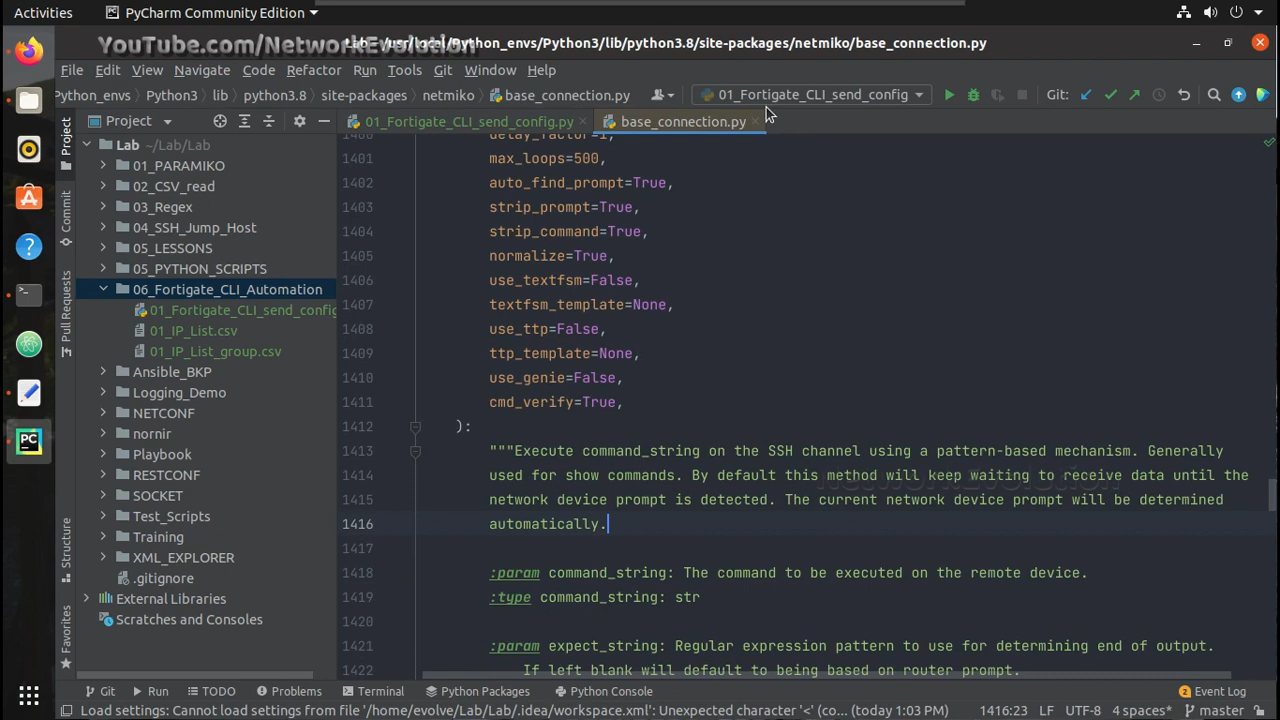 Activities
PyCharm Community Edition
YouTube.com/NetworkEvolution
Lab – /usr/local/Python_envs/Python3/lib/python3.8/site-packages/netmiko/base_connection.py
File Edit View Navigate Code Refactor Run Tools Git Window Help
Python_envs Python3 lib python3.8 site-packages netmiko base_connection.py 01_Fortigate_CLI_send_config Git:
Project 01_Fortigate_CLI_send_config.py base_connection.py
Lab ~/Lab/Lab
01_PARAMIKO
02_CSV_read
03_Regex
04_SSH_Jump_Host
05_LESSONS
05_PYTHON_SCRIPTS
06_Fortigate_CLI_Automation
01_Fortigate_CLI_send_config
01_IP_List.csv
01_IP_List_group.csv
Ansible_BKP
Logging_Demo
NETCONF
nornir
Playbook
RESTCONF
SOCKET
Test_Scripts
Training
XML_EXPLORER
.gitignore
External Libraries
Scratches and Consoles
Project
Commit
Pull Requests
Structure
Favorites
1400 delay_factor=1,
1401 max_loops=500,
1402 auto_find_prompt=True,
1403 strip_prompt=True,
1404 strip_command=True,
1405 normalize=True,
1406 use_textfsm=False,
1407 textfsm_template=None,
1408 use_ttp=False,
1409 ttp_template=None,
1410 use_genie=False,
1411 cmd_verify=True,
1412 ):
1413 """Execute command_string on the SSH channel using a pattern-based mechanism. Generally
1414 used for show commands. By default this method will keep waiting to receive data until the
1415 network device prompt is detected. The current network device prompt will be determined
1416 automatically.
1417
1418 :param command_string: The command to be executed on the remote device.
1419 :type command_string: str
1420
1421 :param expect_string: Regular expression pattern to use for determining end of output.
1422 If left blank will default to being based on router prompt.
NetworkEvolution
Git Run TODO Problems Terminal Python Packages Python Console 2 Event Log
Load settings: Cannot load settings from file '/home/evolve/Lab/Lab/.idea/workspace.xml': Unexpected character '<' (co... (today 1:03 PM) 1416:23 LF UTF-8 4 spaces* master